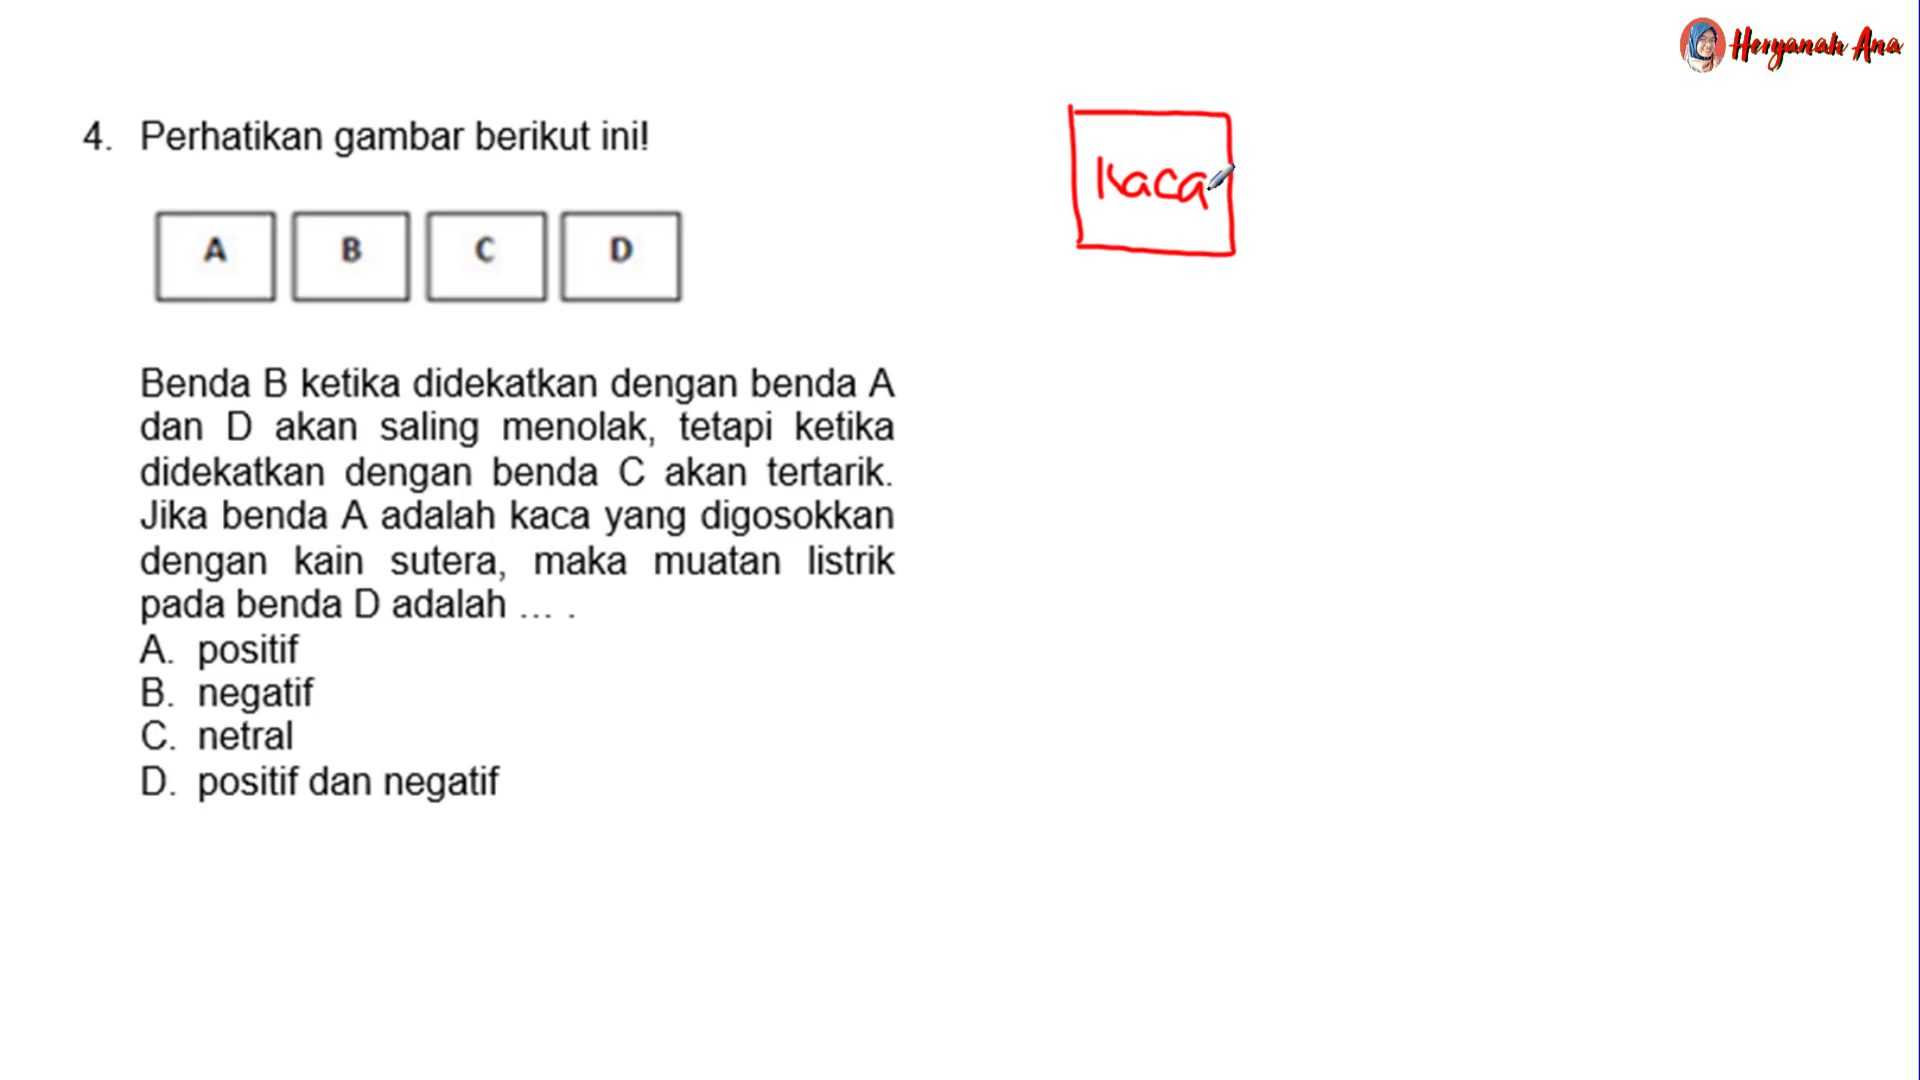 Heryanah Ana
4. Perhatikan gambar berikut ini!
Kaca
A B C D
Benda B ketika didekatkan dengan benda A
dan D akan saling menolak, tetapi ketika
didekatkan dengan benda C akan tertarik.
Jika benda A adalah kaca yang digosokkan
dengan kain sutera, maka muatan listrik
pada benda D adalah ... .
A. positif
B. negatif
C. netral
D. positif dan negatif